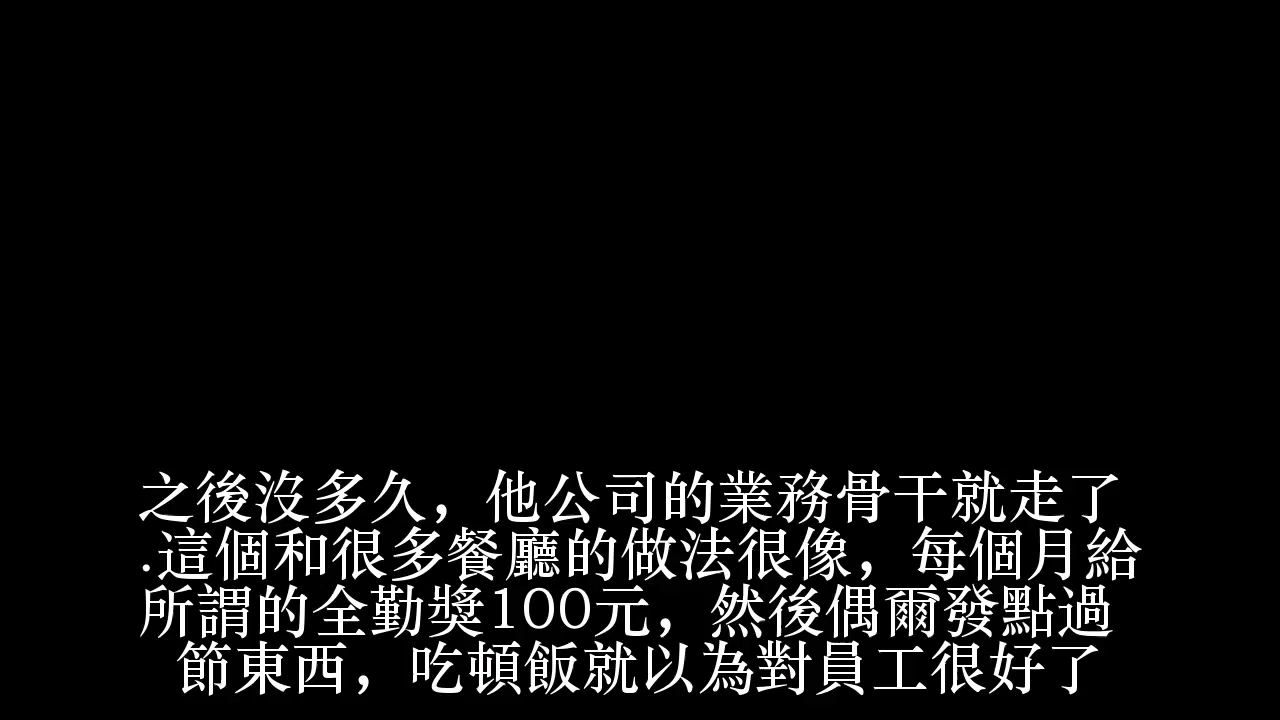 之後沒多久，他公司的業務骨干就走了
.這個和很多餐廳的做法很像，每個月給
所謂的全勤獎100元，然後偶爾發點過
節東西，吃頓飯就以為對員工很好了